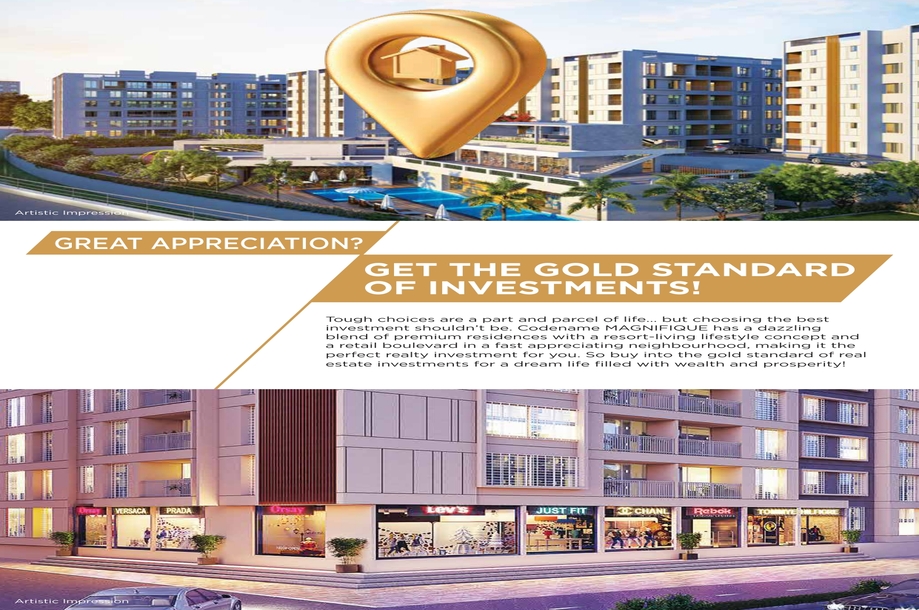 Artistic Impression
GREAT APPRECIATION?
GET THE GOLD STANDARD
OF INVESTMENTS!
Tough choices are a part and parcel of life... but choosing the best
investment shouldn't be. Codename MAGNIFIQUE has a dazzling
blend of premium residences with a resort-living lifestyle concept and
a retail boulevard in a fast appreciating neighbourhood, making it the
perfect realty investment for you. So buy into the gold standard of real
estate investments for a dream life filled with wealth and prosperity!
Orsay VERSACA PRADA Orsay Lev's JUST FIT CHANL Rebok
Artistic Impression